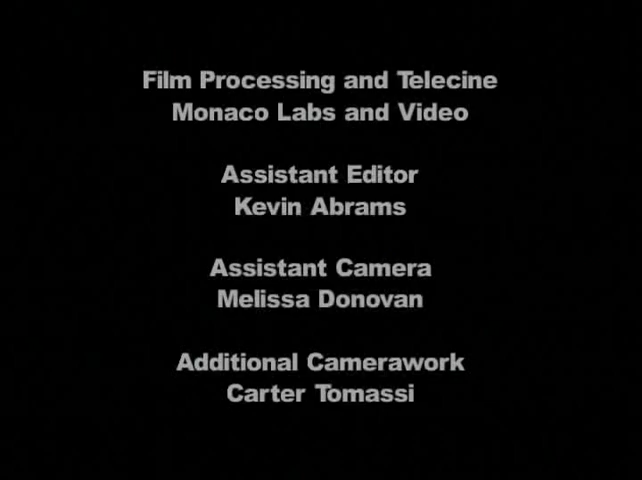 Film Processing and Telecine
Monaco Labs and Video
Assistant Editor
Kevin Abrams
Assistant Camera
Melissa Donovan
Additional Camerawork
Carter Tomassi